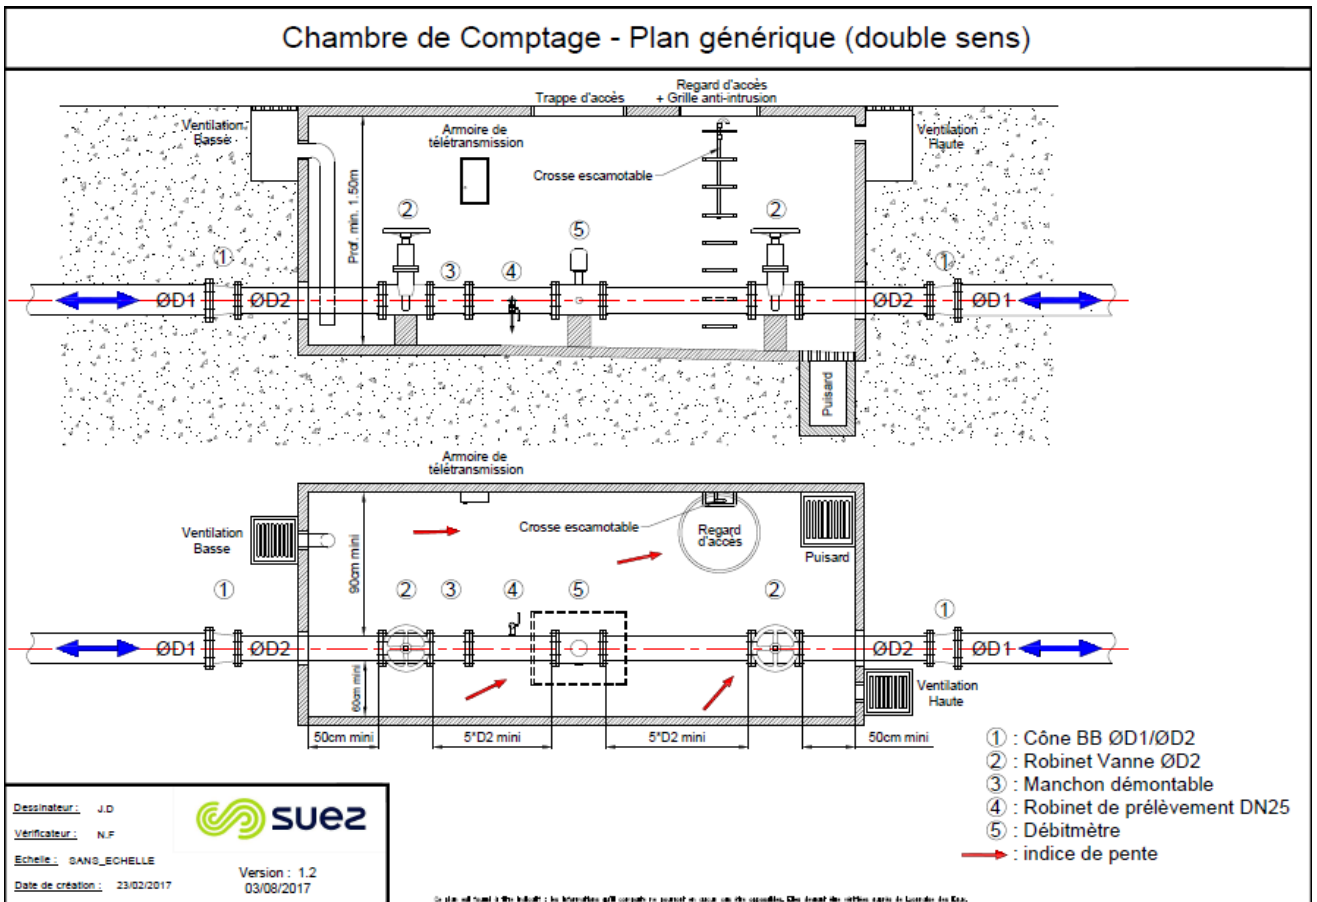 Chambre de Comptage - Plan générique (double sens)
Regard d'accès
+ Grille anti-intrusion
Trappe d'accès
Ventilation
Basse
Armoire de
télétransmission
Ventilation
Haute
Crosse escamotable
Prof. min. 1.50m
2
2
5
1
3
4
1
ØD1
ØD2
ØD2
ØD1
Puisard
Armoire de
télétransmission
Ventilation
Basse
Crosse escamotable
Regard
d'accès
Puisard
90cm mini
1
2
3
4
5
2
1
ØD1
ØD2
ØD2
ØD1
60cm mini
Ventilation
Haute
50cm mini
5*D2 mini
5*D2 mini
50cm mini
1 : Cône BB ØD1/ØD2
2 : Robinet Vanne ØD2
3 : Manchon démontable
4 : Robinet de prélèvement DN25
5 : Débitmètre
: indice de pente
Dessinateur : J.D
Vérificateur : N.F
Echelle : SANS_ECHELLE
Date de création : 23/02/2017
suez
Version : 1.2
03/08/2017